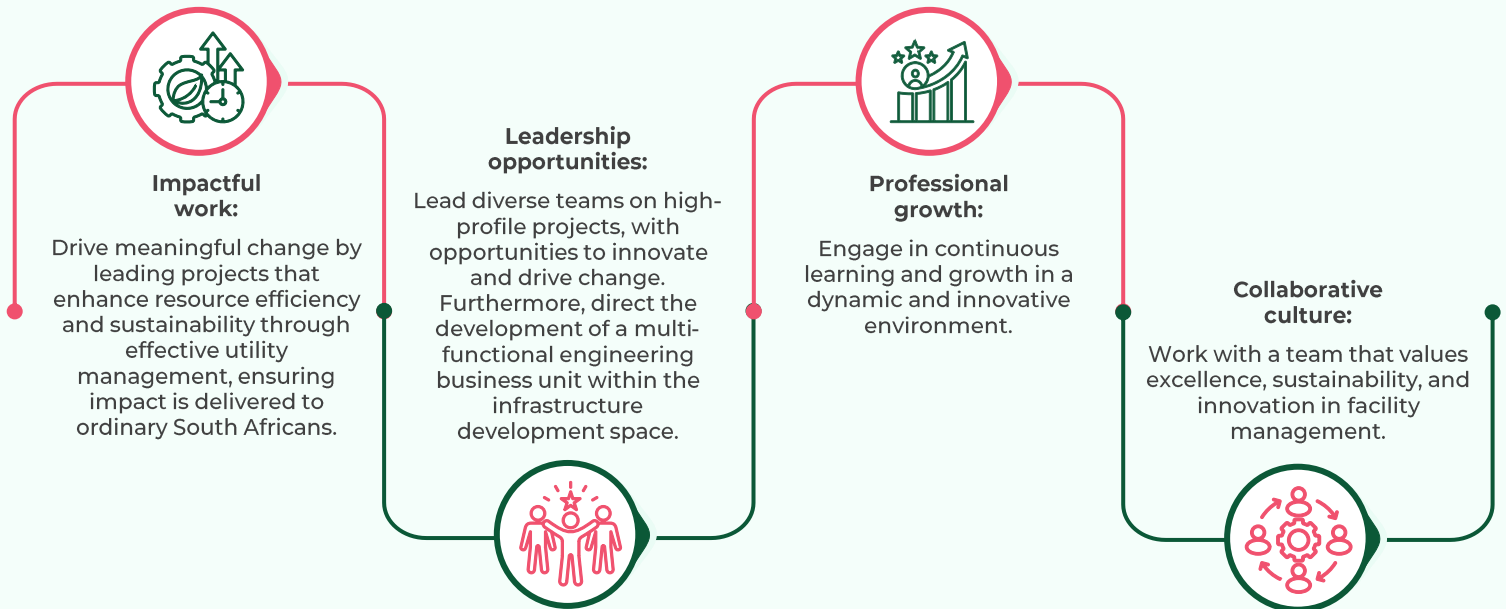 Impactful
work:
Drive meaningful change by
leading projects that
enhance resource efficiency
and sustainability through
effective utility
management, ensuring
impact is delivered to
ordinary South Africans.
Leadership
opportunities:
Lead diverse teams on high-
profile projects, with
opportunities to innovate
and drive change.
Furthermore, direct the
development of a multi-
functional engineering
business unit within the
infrastructure
development space.
Professional
growth:
Engage in continuous
learning and growth in a
dynamic and innovative
environment.
Collaborative
culture:
Work with a team that values
excellence, sustainability, and
innovation in facility
management.